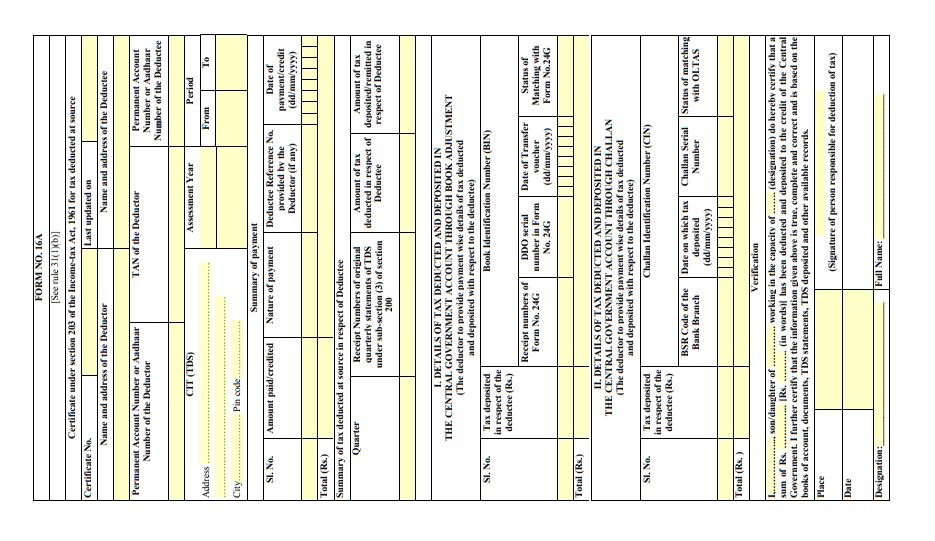 FORM NO. 16A
[See rule 31(1)(b)]
Certificate under section 203 of the Income-tax Act, 1961 for tax deducted at source
Certificate No. Last updated on
Name and address of the Deductor Name and address of the Deductee
Permanent Account Number or Aadhaar
Number of the Deductor
TAN of the Deductor
Permanent Account
Number or Aadhaar
Number of the Deductee
CIT (TDS) Assessment Year Period
Address ........................................................................
........................................................................
City........................ Pin code ........................
From To
Summary of payment
Sl. No.
Amount paid/credited
Nature of payment
Deductee Reference No.
provided by the
Deductor (if any)
Date of
payment/credit
(dd/mm/yyyy)
Total (Rs.)
Summary of tax deducted at source in respect of Deductee
Quarter
Receipt Numbers of original
quarterly statements of TDS
under sub-section (3) of section
200
Amount of tax
deducted in respect of
Deductee
Amount of tax
deposited/remitted in
respect of Deductee
I. DETAILS OF TAX DEDUCTED AND DEPOSITED IN
THE CENTRAL GOVERNMENT ACCOUNT THROUGH BOOK ADJUSTMENT
(The deductor to provide payment wise details of tax deducted
and deposited with respect to the deductee)
Sl. No.
Tax deposited
in respect of the
deductee (Rs.)
Book Identification Number (BIN)
Receipt numbers of
Form No. 24G
DDO serial
number in Form
No. 24G
Date of Transfer
voucher
(dd/mm/yyyy)
Status of
Matching with
Form No.24G
Total (Rs.)
II. DETAILS OF TAX DEDUCTED AND DEPOSITED IN
THE CENTRAL GOVERNMENT ACCOUNT THROUGH CHALLAN
(The deductor to provide payment wise details of tax deducted
and deposited with respect to the deductee)
Sl. No.
Tax deposited
in respect of the
deductee (Rs.)
Challan Identification Number (CIN)
BSR Code of the
Bank Branch
Date on which tax
deposited
(dd/mm/yyyy)
Challan Serial
Number
Status of matching
with OLTAS
Total (Rs. )
Verification
I,............, son/daughter of ............ working in the capacity of ....... (designation) do hereby certify that a
sum of Rs. .......... [Rs. ......... (in words)] has been deducted and deposited to the credit of the Central
Government. I further certify that the information given above is true, complete and correct and is based on the
books of account, documents, TDS statements, TDS deposited and other available records.
Place
Date
(Signature of person responsible for deduction of tax)
Designation: Full Name: